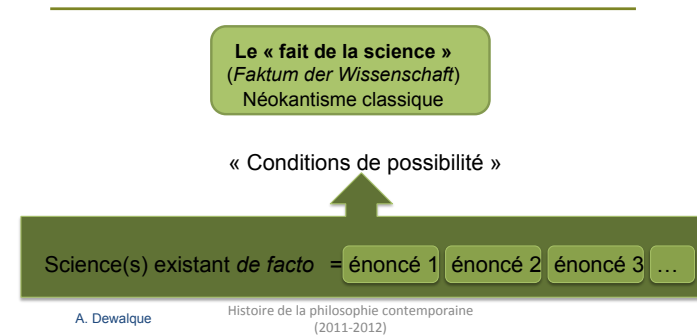 Le « fait de la science »
(Faktum der Wissenschaft)
Néokantisme classique
« Conditions de possibilité »
Science(s) existant de facto = énoncé 1 énoncé 2 énoncé 3 …
A. Dewalque
Histoire de la philosophie contemporaine
(2011-2012)